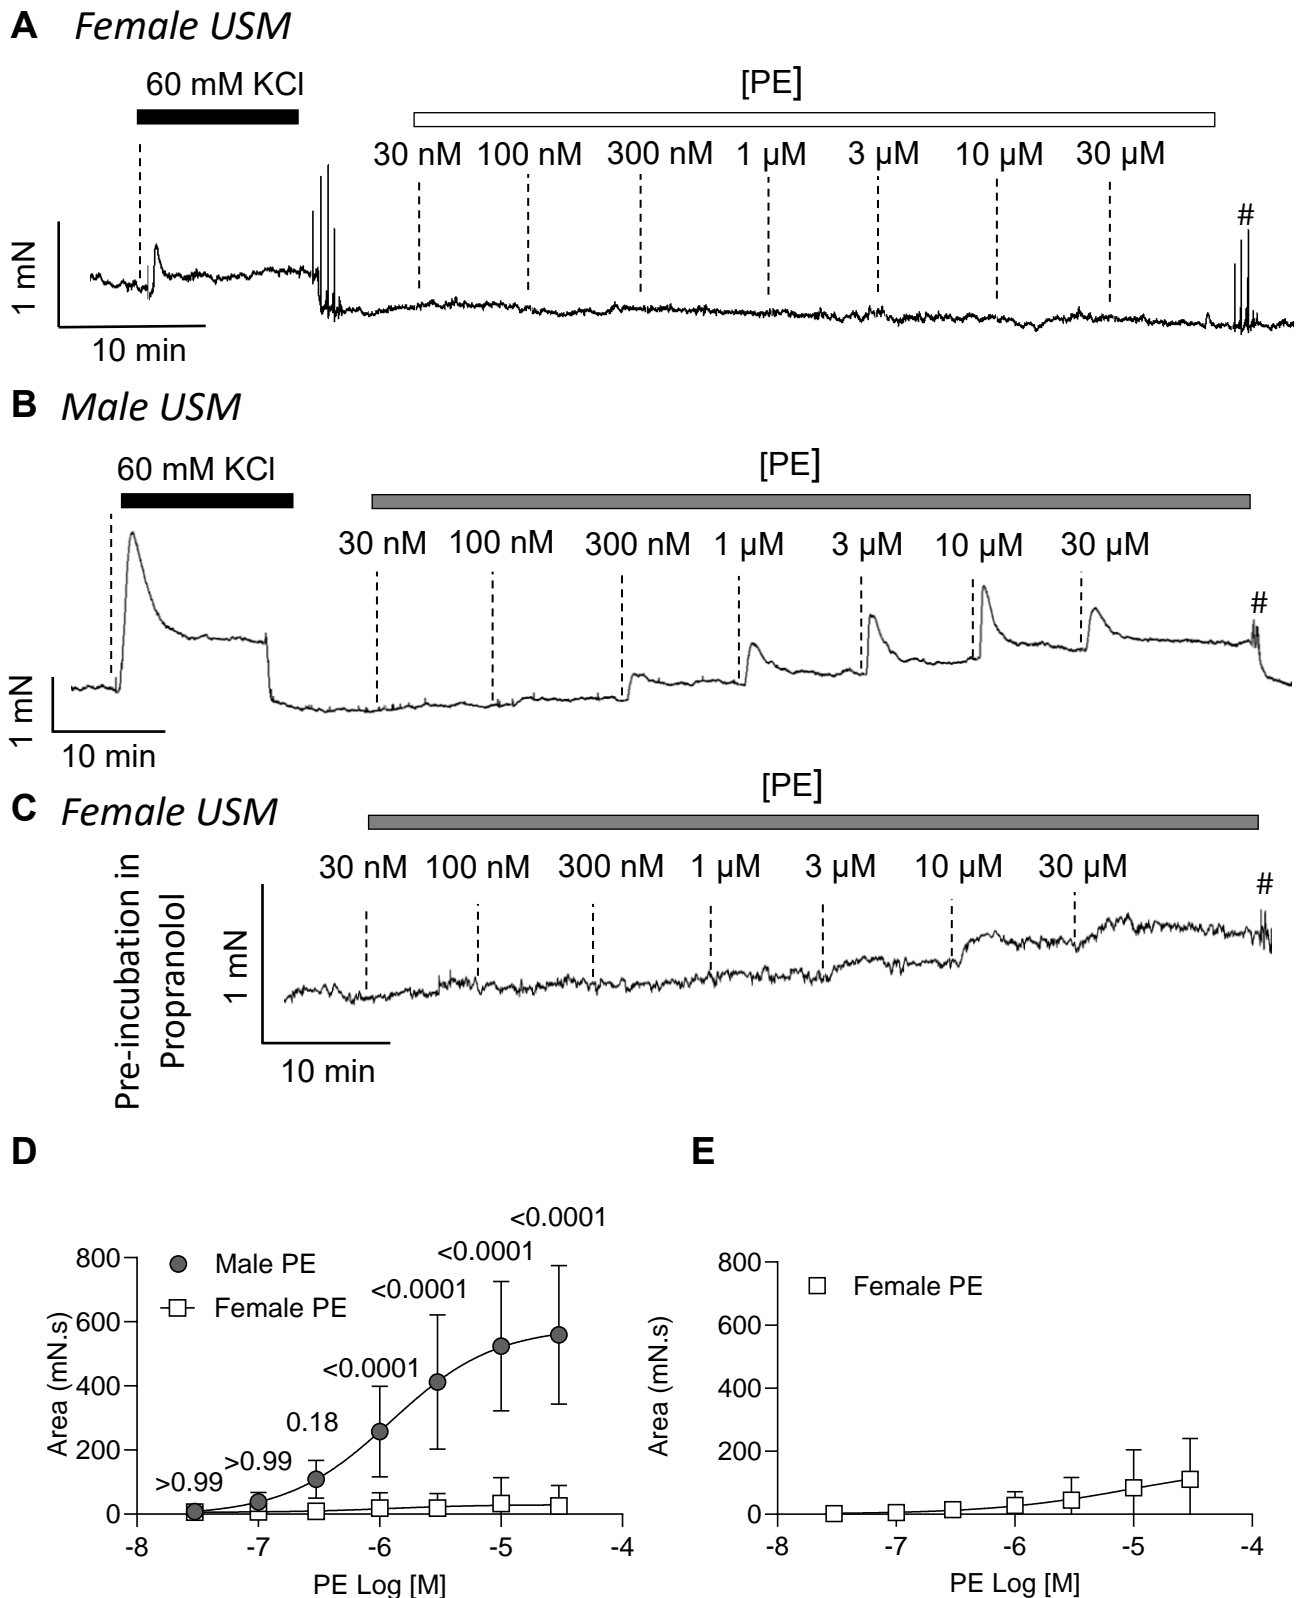 A Female USM
60 mM KCl
[PE]
30 nM 100 nM 300 nM 1 µM 3 µM 10 µM 30 µM
#
1 mN
10 min
B Male USM
60 mM KCl
[PE]
30 nM 100 nM 300 nM 1 µM 3 µM 10 µM 30 µM
#
1 mN
10 min
C Female USM
[PE]
30 nM 100 nM 300 nM 1 µM 3 µM 10 µM 30 µM
#
Pre-incubation in
Propranolol
1 mN
10 min
D
<0.0001
<0.0001
<0.0001
<0.0001
0.18
>0.99
>0.99
Male PE
Female PE
800
600
400
200
0
Area (mN.s)
-8 -7 -6 -5 -4
PE Log [M]
E
Female PE
800
600
400
200
0
Area (mN.s)
-8 -7 -6 -5 -4
PE Log [M]